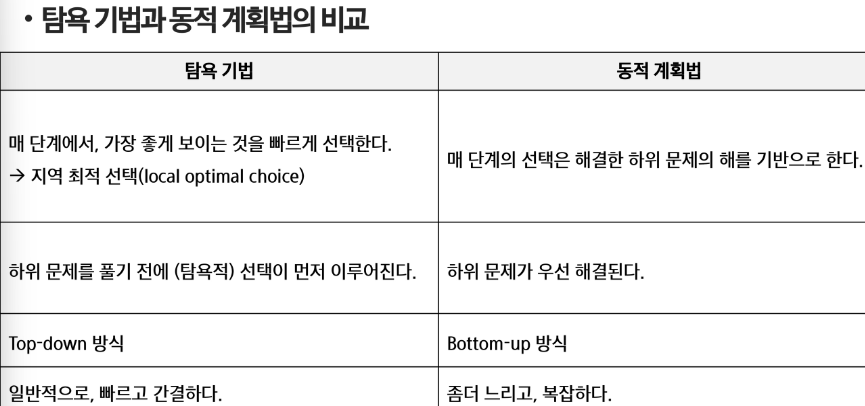 • 탐욕 기법과 동적 계획법의 비교
탐욕 기법
동적 계획법
매 단계에서, 가장 좋게 보이는 것을 빠르게 선택한다.
→ 지역 최적 선택(local optimal choice)
매 단계의 선택은 해결한 하위 문제의 해를 기반으로 한다.
하위 문제를 풀기 전에 (탐욕적) 선택이 먼저 이루어진다.
하위 문제가 우선 해결된다.
Top-down 방식
Bottom-up 방식
일반적으로, 빠르고 간결하다.
좀더 느리고, 복잡하다.